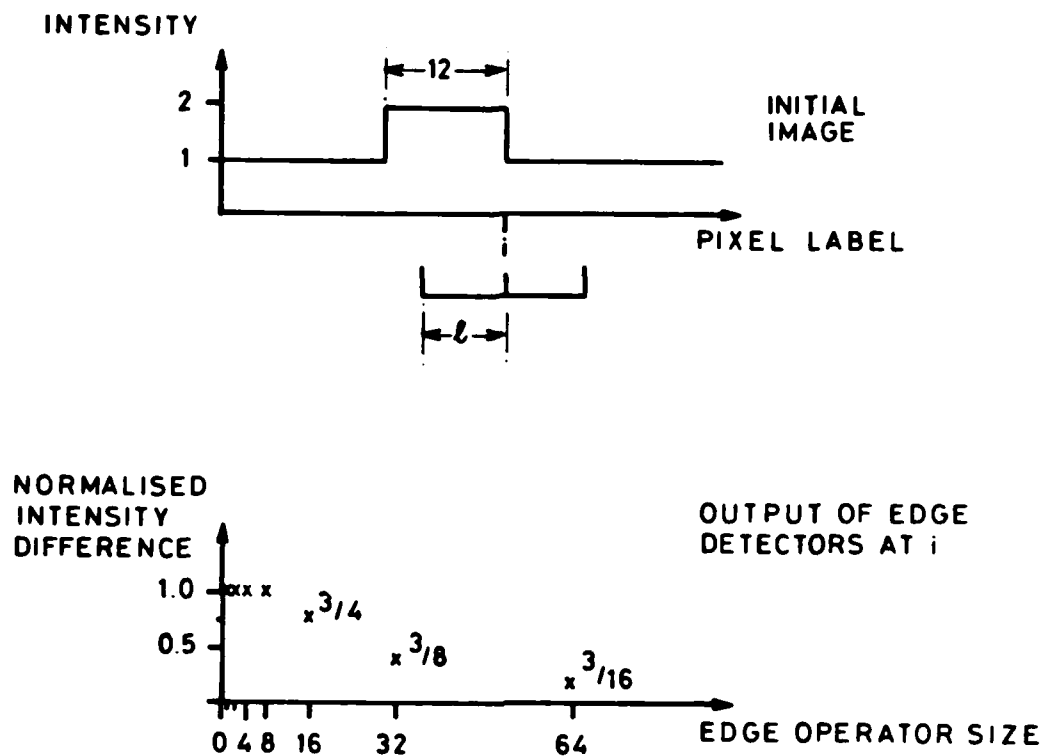 INTENSITY
12
2
1
INITIAL
IMAGE
i
PIXEL LABEL
ℓ
NORMALISED
INTENSITY
DIFFERENCE
OUTPUT OF EDGE
DETECTORS AT i
1.0
0.5
x x x x 3/4
x 3/8
x 3/16
0 4 8 16 32 64
EDGE OPERATOR SIZE